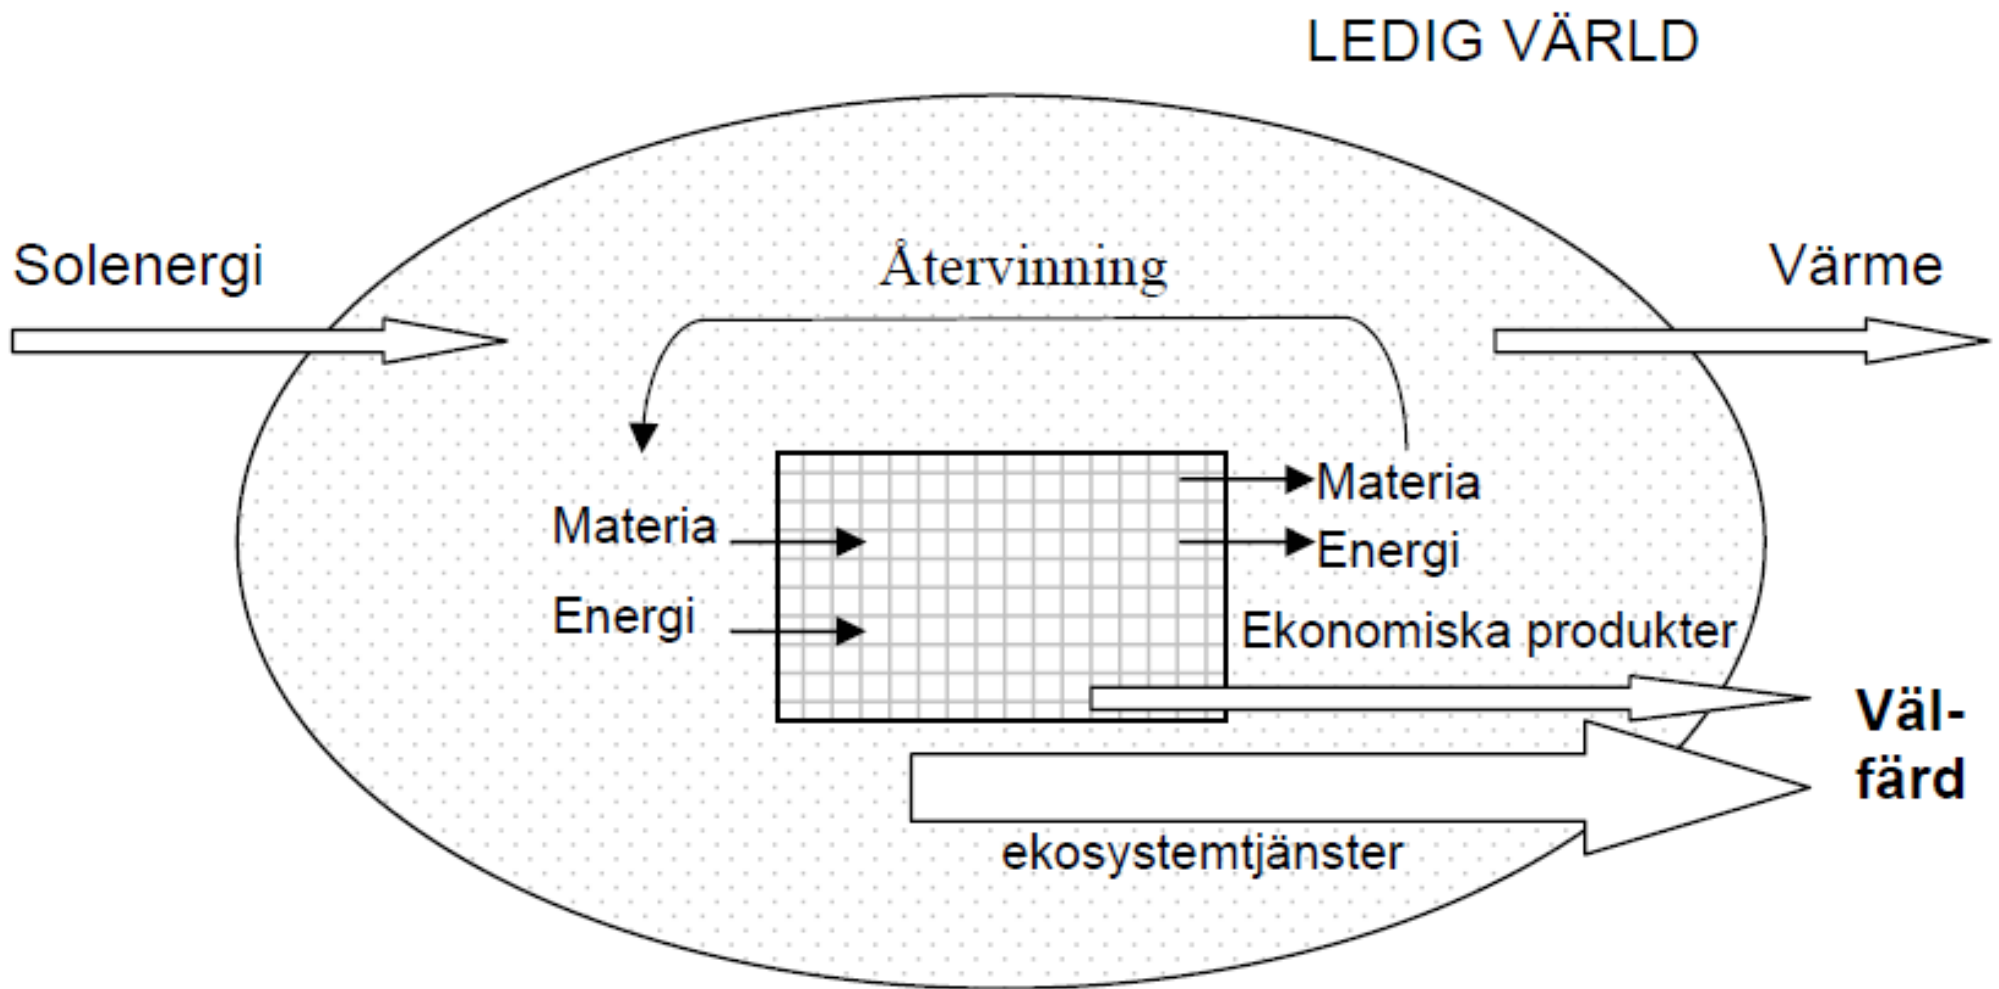 LEDIG VÄRLD
Solenergi
Återvinning
Värme
Materia
Materia
Energi
Energi
Ekonomiska produkter
Väl-
färd
ekosystemtjänster